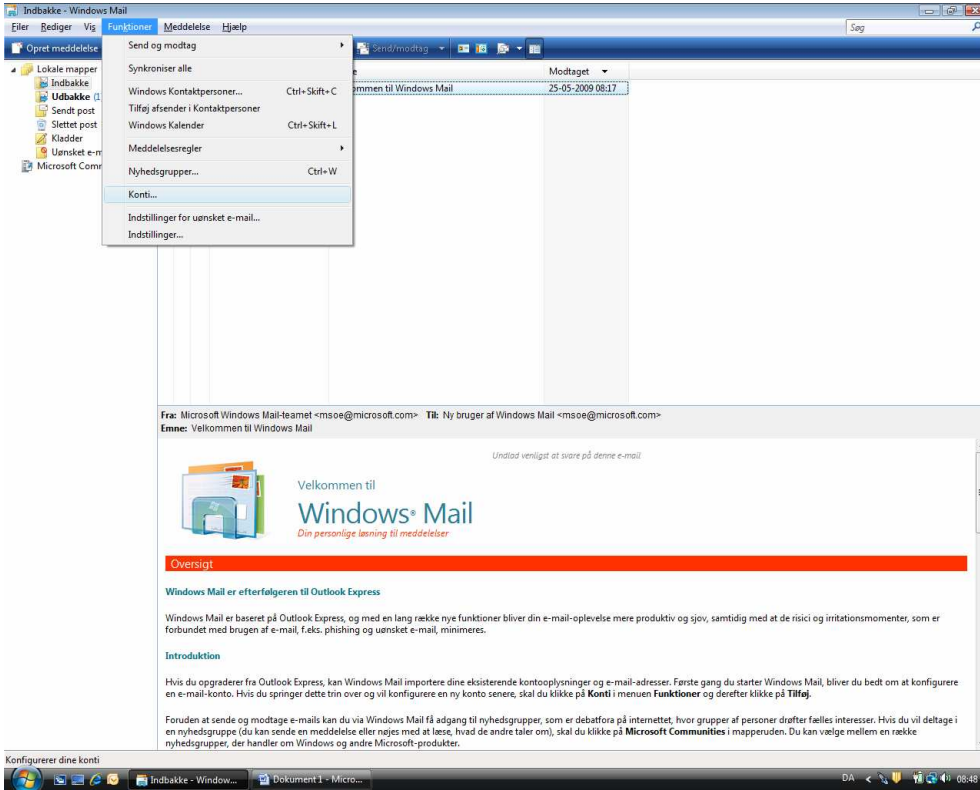 Indbakke - Windows Mail
Eiler Rediger Vis Funktioner Meddelelse Hjælp
Søg
Opret meddelelse
Send/modtag
Send og modtag
Synkroniser alle
Windows Kontaktpersoner... Ctrl+Skift+C
Tilføj afsender i Kontaktpersoner
Windows Kalender Ctrl+Skift+L
Meddelelsesregler
Nyhedsgrupper... Ctrl+W
Konti...
Indstillinger for uønsket e-mail...
Indstillinger...
Lokale mapper
Indbakke
Udbakke (1
Sendt post
Slettet post
Kladder
Uønsket e-m
Microsoft Comm
Modtaget
ommen til Windows Mail 25-05-2009 08:17
Fra: Microsoft Windows Mail-teamet <msoe@microsoft.com> Til: Ny bruger af Windows Mail <msoe@microsoft.com>
Emne: Velkommen til Windows Mail
Undlad venligst at svare på denne e-mail
Velkommen til
Windows® Mail
Din personlige løsning til meddelelser
Oversigt
Windows Mail er efterfølgeren til Outlook Express
Windows Mail er baseret på Outlook Express, og med en lang række nye funktioner bliver din e-mail-oplevelse mere produktiv og sjov, samtidig med at de risici og irritationsmomenter, som er
forbundet med brugen af e-mail, f.eks. phishing og uønsket e-mail, minimeres.
Introduktion
Hvis du opgraderer fra Outlook Express, kan Windows Mail importere dine eksisterende kontooplysninger og e-mail-adresser. Første gang du starter Windows Mail, bliver du bedt om at konfigurere
en e-mail-konto. Hvis du springer dette trin over og vil konfigurere en ny konto senere, skal du klikke på Konti i menuen Funktioner og derefter klikke på Tilføj.
Foruden at sende og modtage e-mails kan du via Windows Mail få adgang til nyhedsgrupper, som er debatfora på internettet, hvor grupper af personer drøfter fælles interesser. Hvis du vil deltage i
en nyhedsgruppe (du kan sende en meddelelse eller nøjes med at læse, hvad de andre taler om), skal du klikke på Microsoft Communities i mapperuden. Du kan vælge mellem en række
nyhedsgrupper, der handler om Windows og andre Microsoft-produkter.
Konfigurerer dine konti
Indbakke - Window... Dokument1 - Micro... DA 08:48